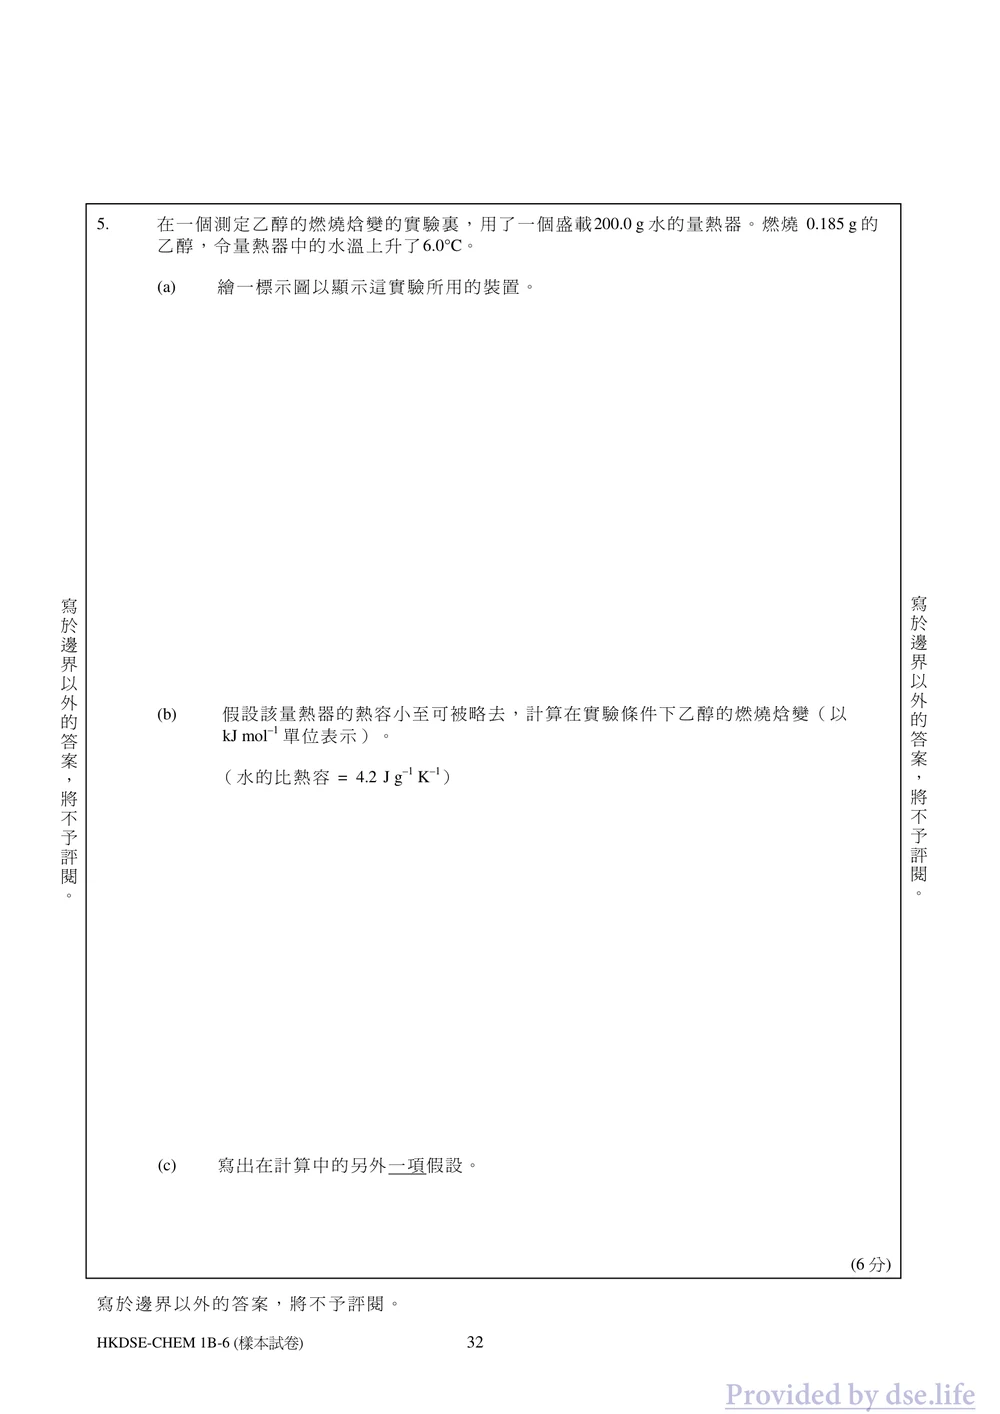 5. 在一個測定乙醇的燃燒焓變的實驗裏，用了一個盛載200.0 g 水的量熱器。燃燒 0.185 g 的
乙醇，令量熱器中的水溫上升了6.0°C。
(a) 繪一標示圖以顯示這實驗所用的裝置。
(b) 假設該量熱器的熱容小至可被略去，計算在實驗條件下乙醇的燃燒焓變（以
kJ mol⁻¹ 單位表示）。
（水的比熱容 = 4.2 J g⁻¹ K⁻¹）
(c) 寫出在計算中的另外一項假設。
(6 分)
寫於邊界以外的答案，將不予評閱。
寫於邊界以外的答案，將不予評閱。
寫於邊界以外的答案，將不予評閱。
HKDSE-CHEM 1B-6 (樣本試卷) 32
Provided by dse.life